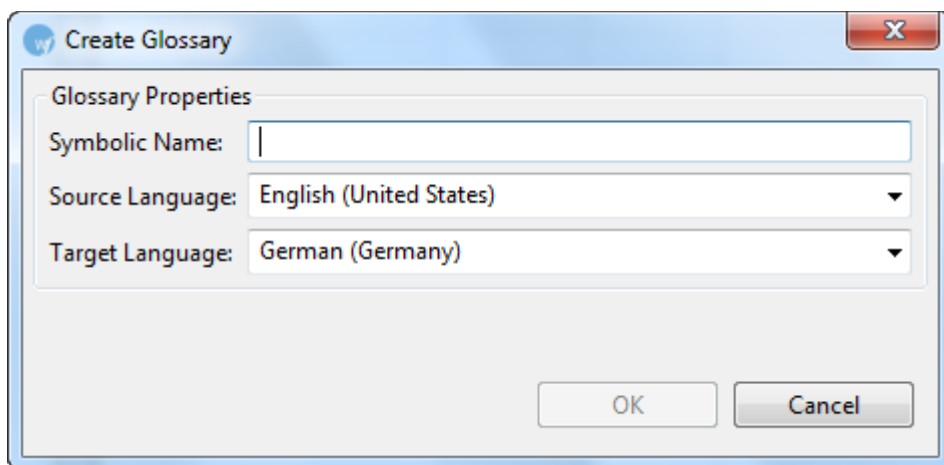 Create Glossary
Glossary Properties
Symbolic Name:
Source Language: English (United States)
Target Language: German (Germany)
OK Cancel